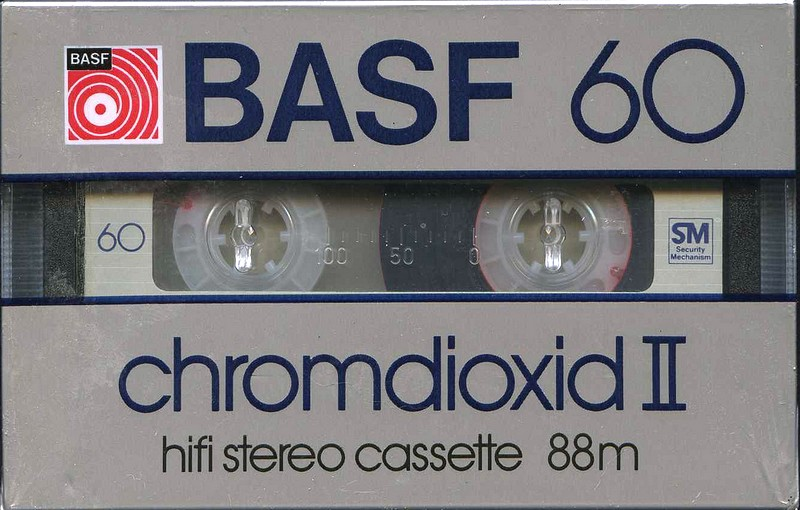 BASF
BASF 60
60
100 50 0
SM
Security
Mechanism
chromdioxid II
hifi stereo cassette 88m